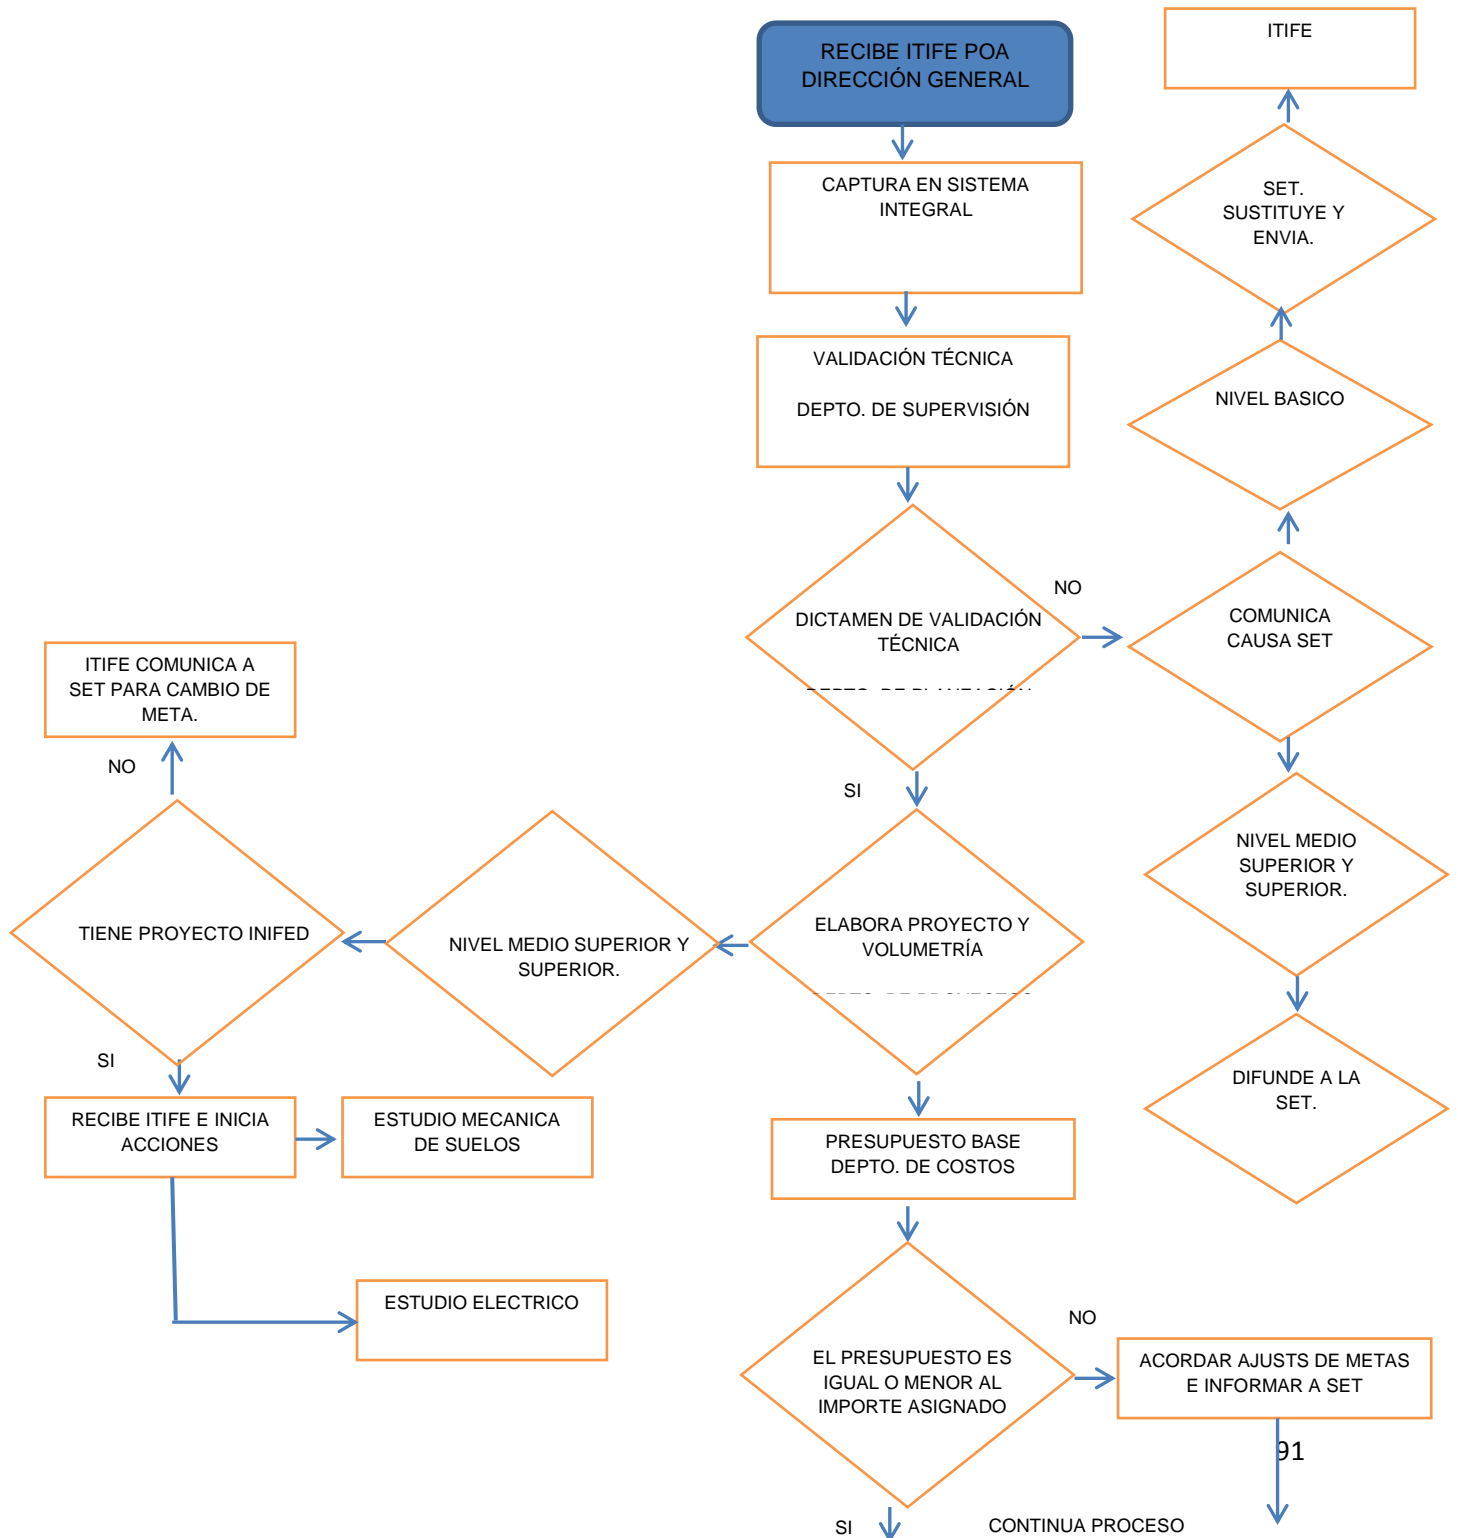 RECIBE ITIFE POA
DIRECCIÓN GENERAL
ITIFE
CAPTURA EN SISTEMA
INTEGRAL
SET.
SUSTITUYE Y
ENVIA.
VALIDACIÓN TÉCNICA
DEPTO. DE SUPERVISIÓN
NIVEL BASICO
NO
DICTAMEN DE VALIDACIÓN
TÉCNICA
COMUNICA
CAUSA SET
ITIFE COMUNICA A
SET PARA CAMBIO DE
META.
NO
SI
NIVEL MEDIO
SUPERIOR Y
SUPERIOR.
TIENE PROYECTO INIFED
NIVEL MEDIO SUPERIOR Y
SUPERIOR.
ELABORA PROYECTO Y
VOLUMETRÍA
SI
DIFUNDE A LA
SET.
RECIBE ITIFE E INICIA
ACCIONES
ESTUDIO MECANICA
DE SUELOS
PRESUPUESTO BASE
DEPTO. DE COSTOS
ESTUDIO ELECTRICO
NO
EL PRESUPUESTO ES
IGUAL O MENOR AL
IMPORTE ASIGNADO
ACORDAR AJUSTS DE METAS
E INFORMAR A SET
91
SI
CONTINUA PROCESO